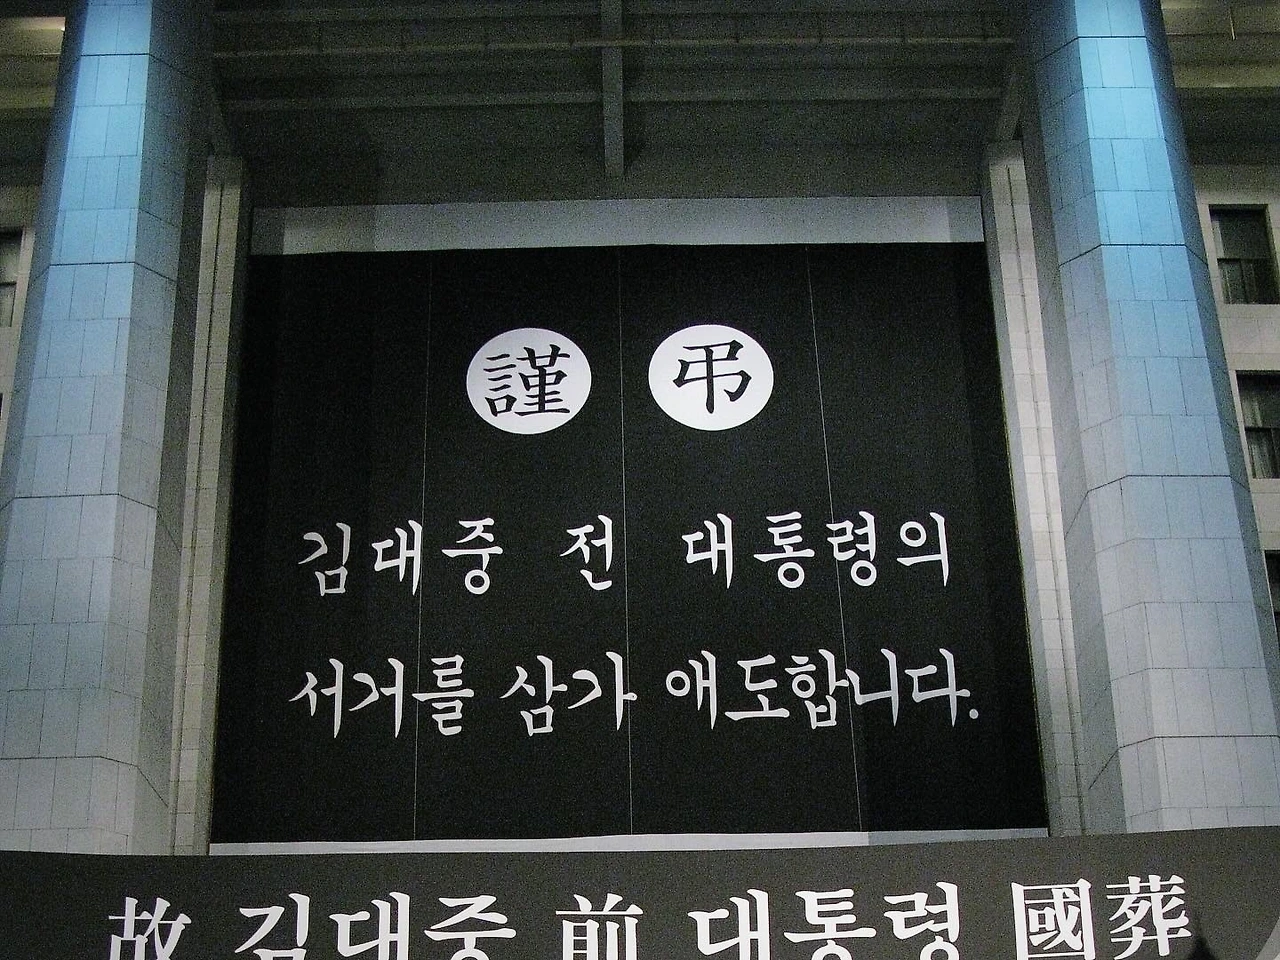 謹 弔
김대중 전 대통령의
서거를 삼가 애도합니다.
故 김대중 前 대통령 國葬